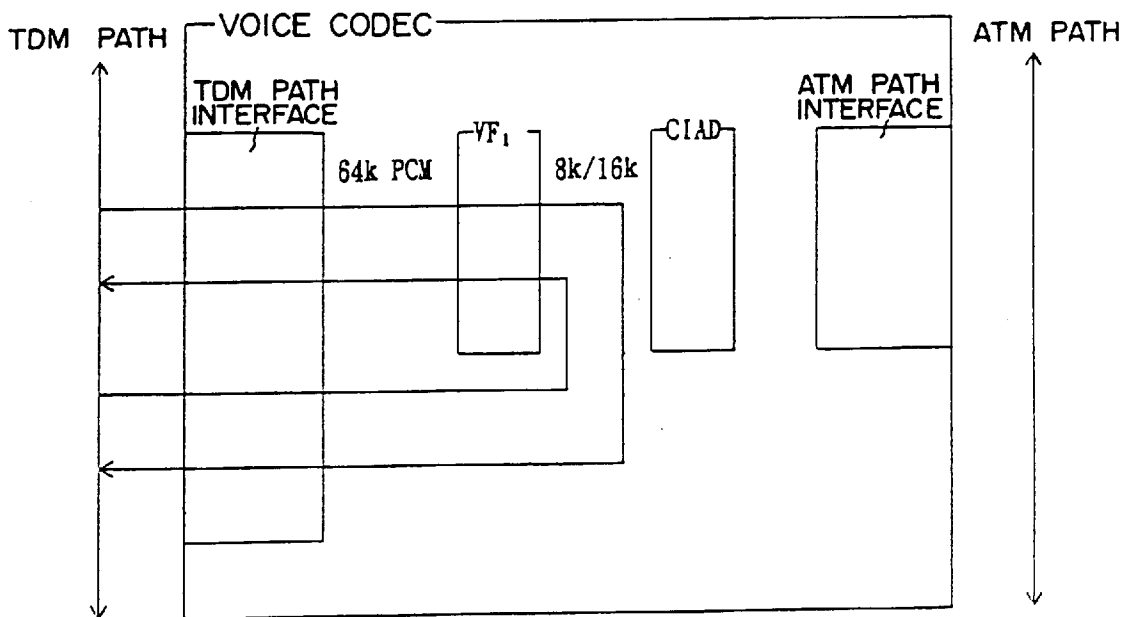 TDM PATH
VOICE CODEC
ATM PATH
TDM PATH
INTERFACE
ATM PATH
INTERFACE
64k PCM
VF₁
8k/16k
CIAD